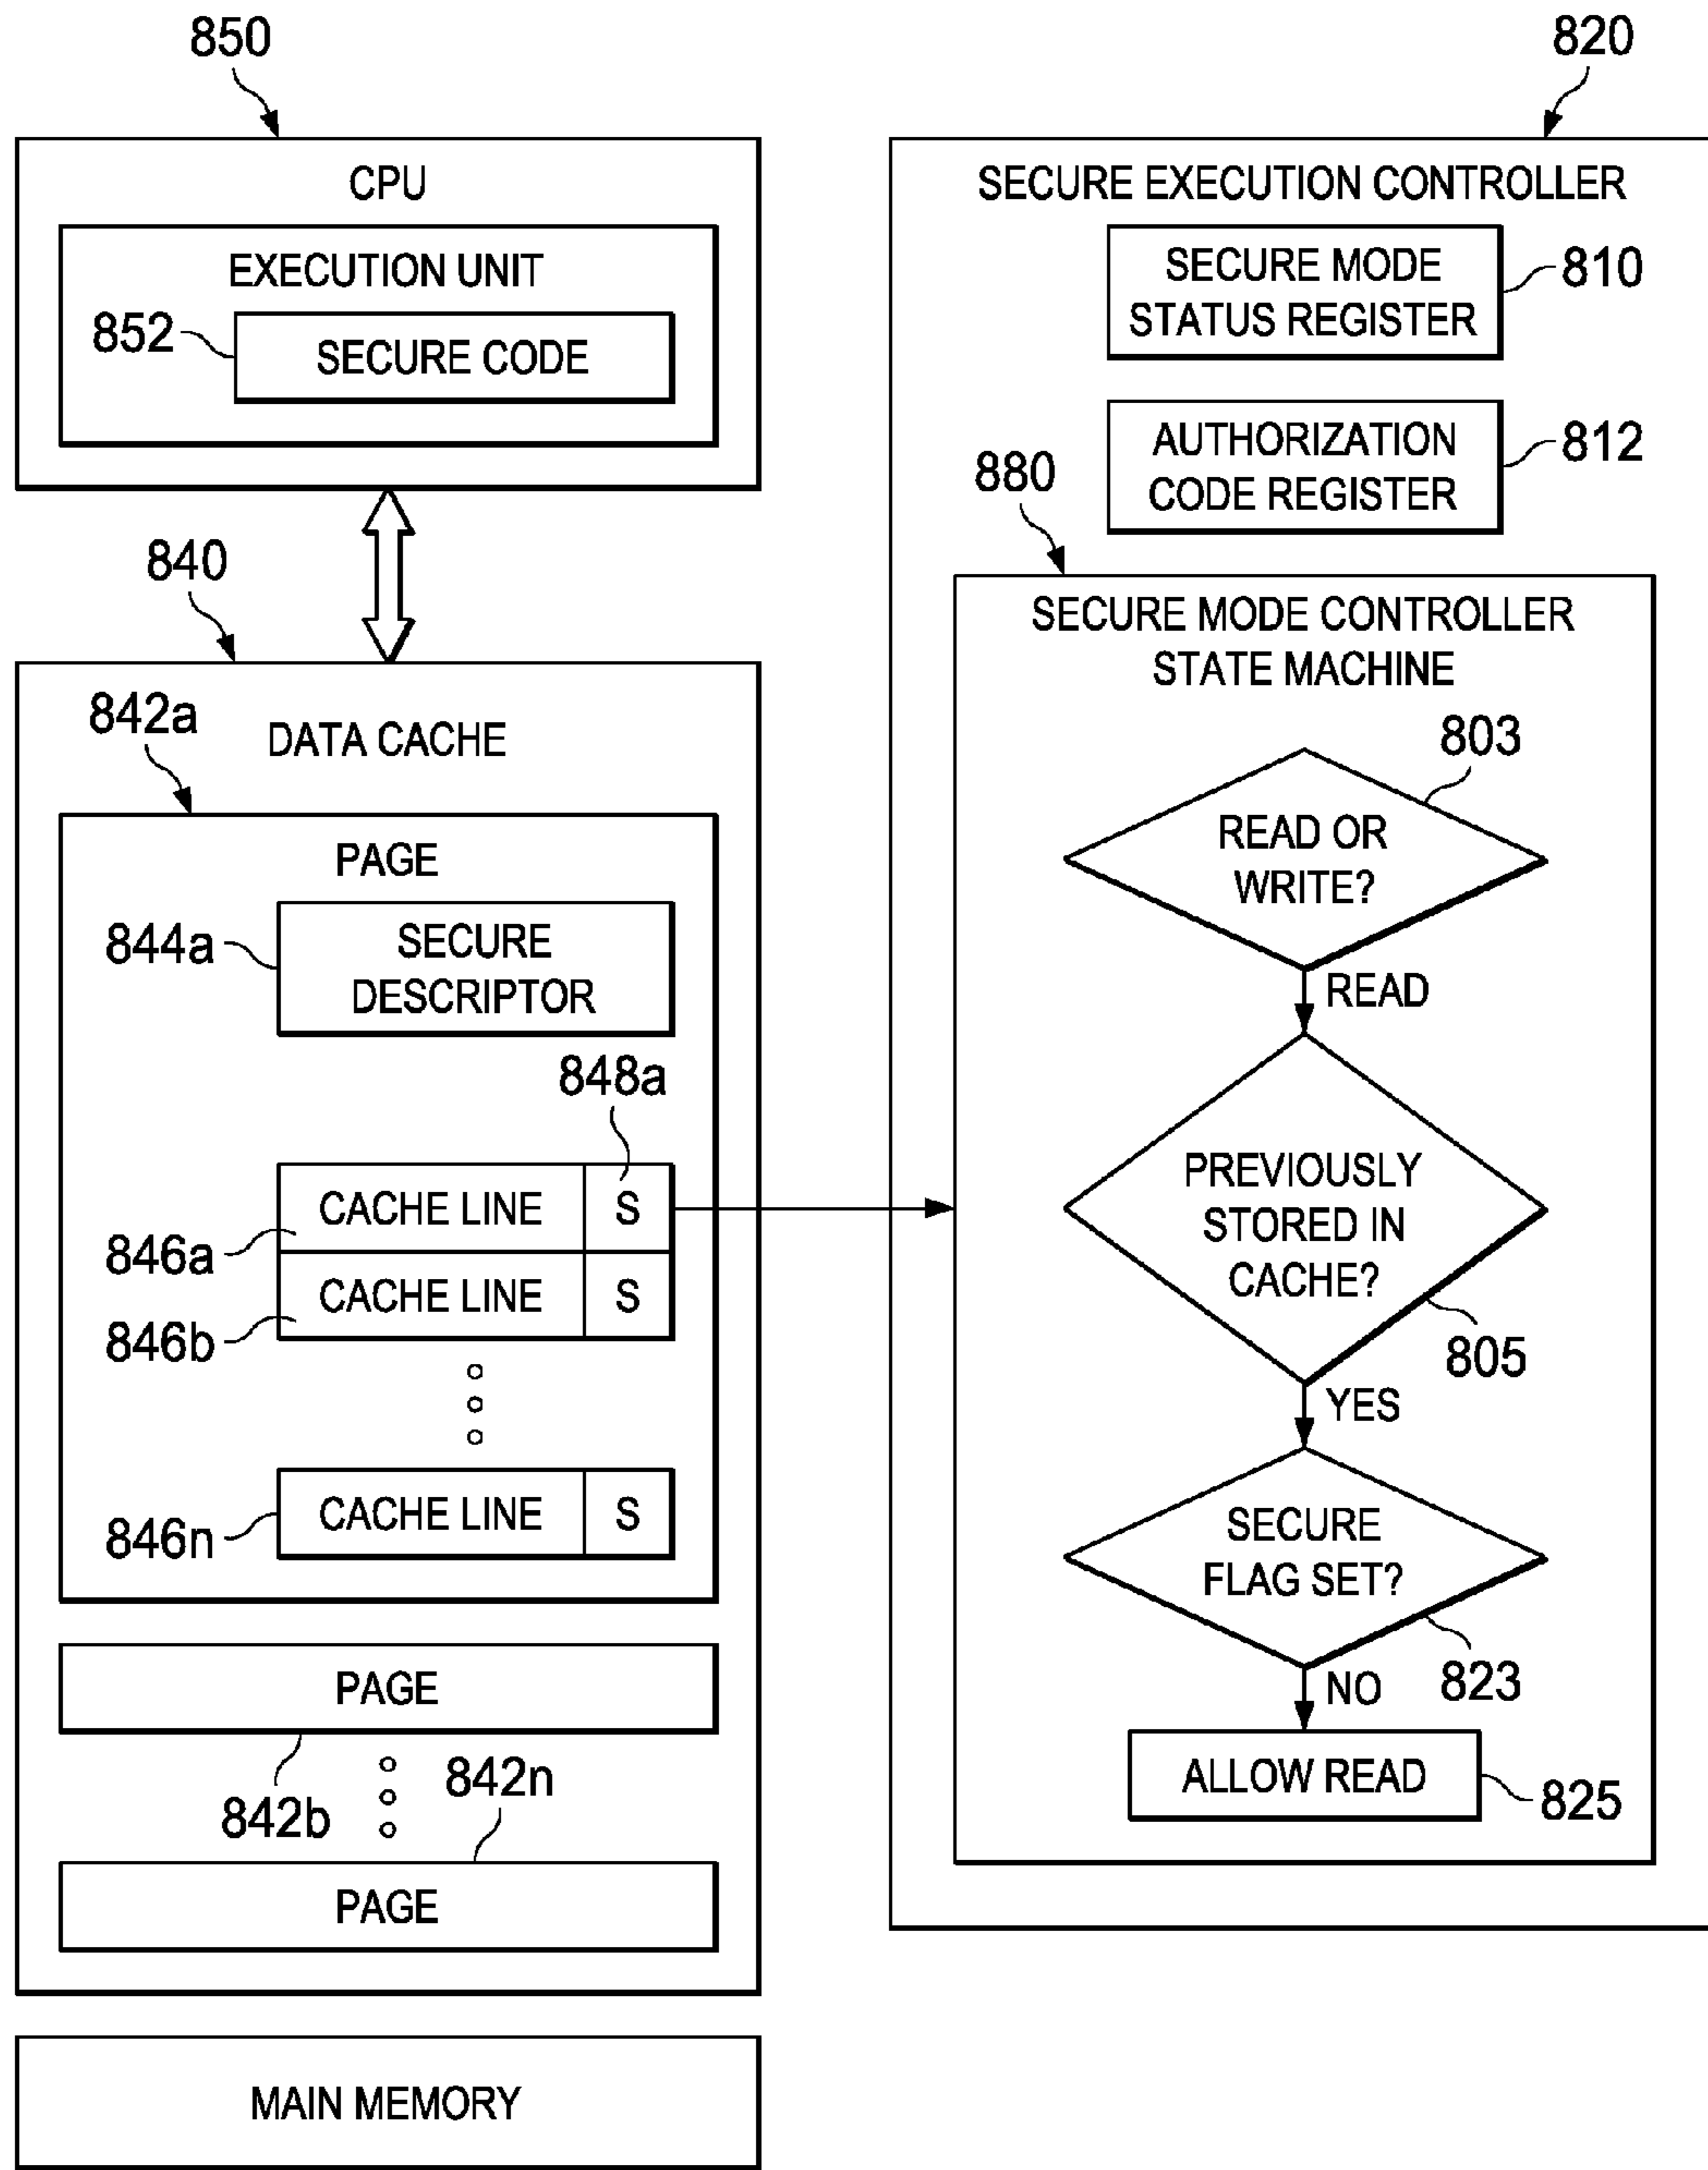 850
CPU
EXECUTION UNIT
852
SECURE CODE
840
842a
DATA CACHE
PAGE
844a
SECURE
DESCRIPTOR
848a
CACHE LINE S
846a
CACHE LINE S
846b
CACHE LINE S
846n
PAGE
842b
842n
PAGE
MAIN MEMORY
820
SECURE EXECUTION CONTROLLER
SECURE MODE
STATUS REGISTER
810
AUTHORIZATION
CODE REGISTER
812
880
SECURE MODE CONTROLLER
STATE MACHINE
803
READ OR
WRITE?
READ
PREVIOUSLY
STORED IN
CACHE?
805
YES
SECURE
FLAG SET?
823
NO
ALLOW READ
825